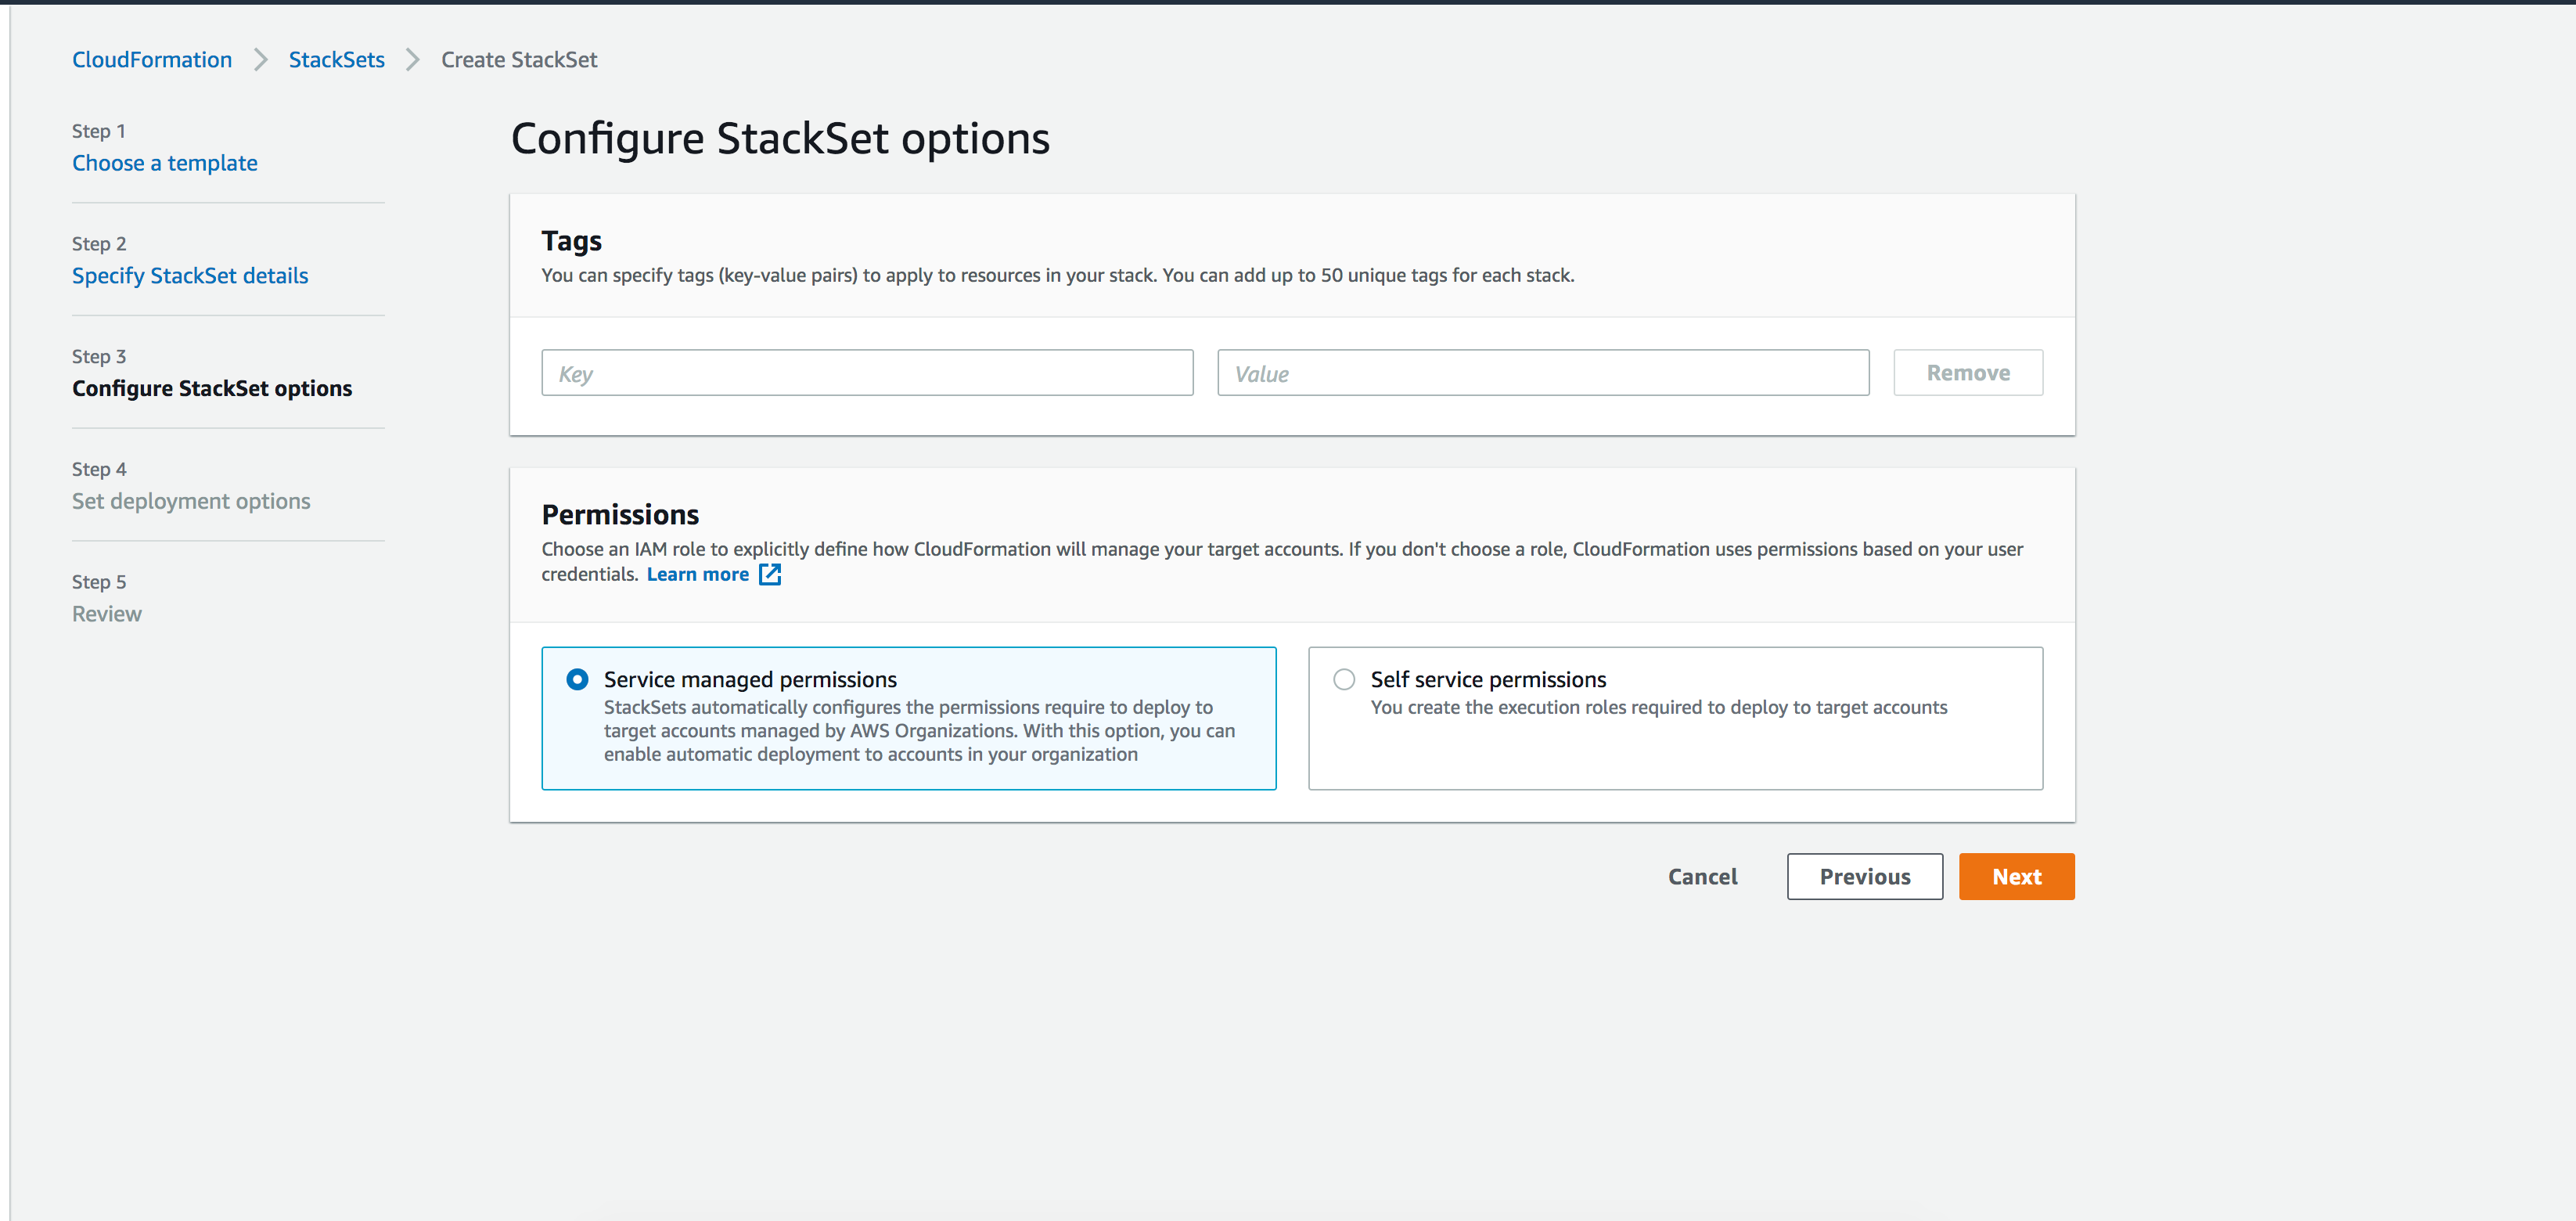 CloudFormation
StackSets
Create StackSet
Step 1
Choose a template
Step 2
Specify StackSet details
Step 3
Configure StackSet options
Step 4
Set deployment options
Step 5
Review
Configure StackSet options
Tags
You can specify tags (key-value pairs) to apply to resources in your stack. You can add up to 50 unique tags for each stack.
Key
Value
Remove
Permissions
Choose an IAM role to explicitly define how CloudFormation will manage your target accounts. If you don't choose a role, CloudFormation uses permissions based on your user
credentials. Learn more
Service managed permissions
StackSets automatically configures the permissions require to deploy to
target accounts managed by AWS Organizations. With this option, you can
enable automatic deployment to accounts in your organization
Self service permissions
You create the execution roles required to deploy to target accounts
Cancel
Previous
Next